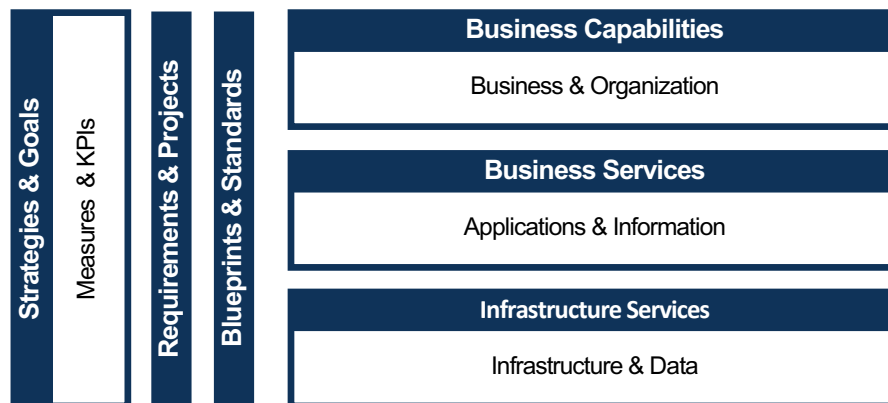 Strategies & Goals
Measures & KPIs
Requirements & Projects
Blueprints & Standards
Business Capabilities
Business & Organization
Business Services
Applications & Information
Infrastructure Services
Infrastructure & Data